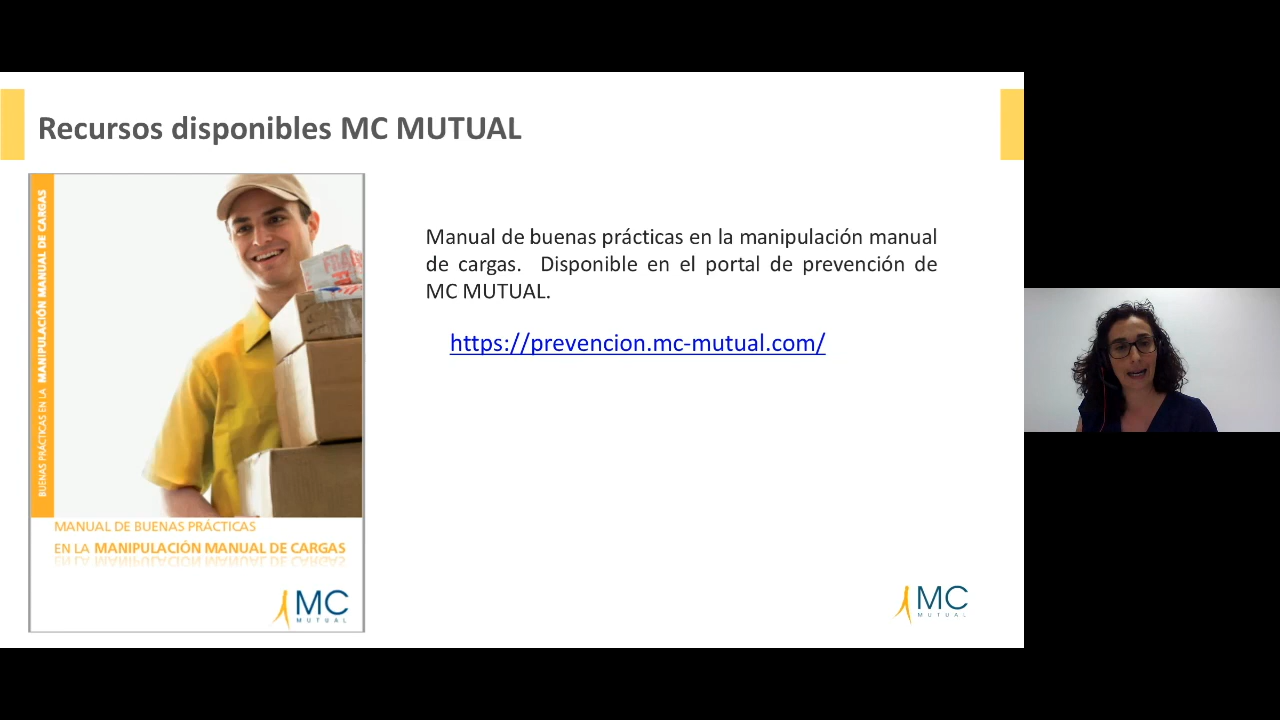 Recursos disponibles MC MUTUAL
BUENAS PRÁCTICAS EN LA MANIPULACIÓN MANUAL DE CARGAS
FRAGILE
MANUAL DE BUENAS PRÁCTICAS
EN LA MANIPULACIÓN MANUAL DE CARGAS
MC
MUTUAL
Manual de buenas prácticas en la manipulación manual
de cargas. Disponible en el portal de prevención de
MC MUTUAL.
https://prevencion.mc-mutual.com/
MC
MUTUAL